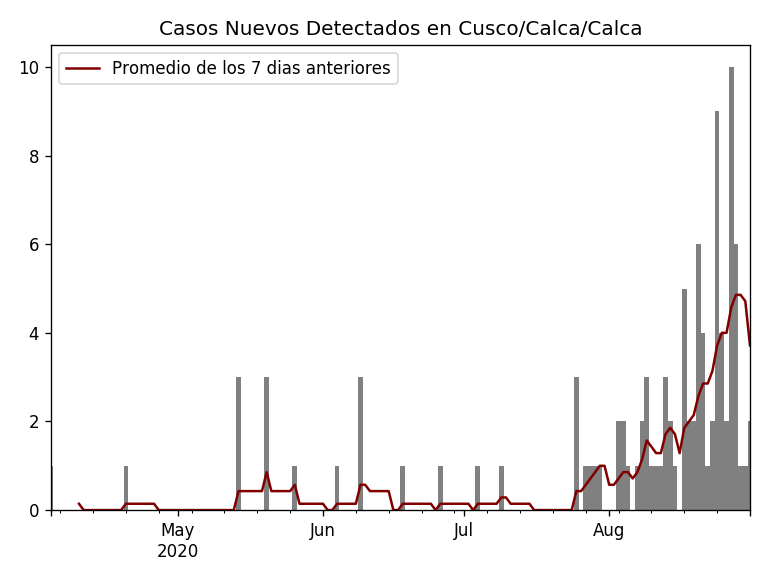 Casos Nuevos Detectados en Cusco/Calca/Calca
Promedio de los 7 dias anteriores
10
8
6
4
2
0
May Jun Jul Aug
2020